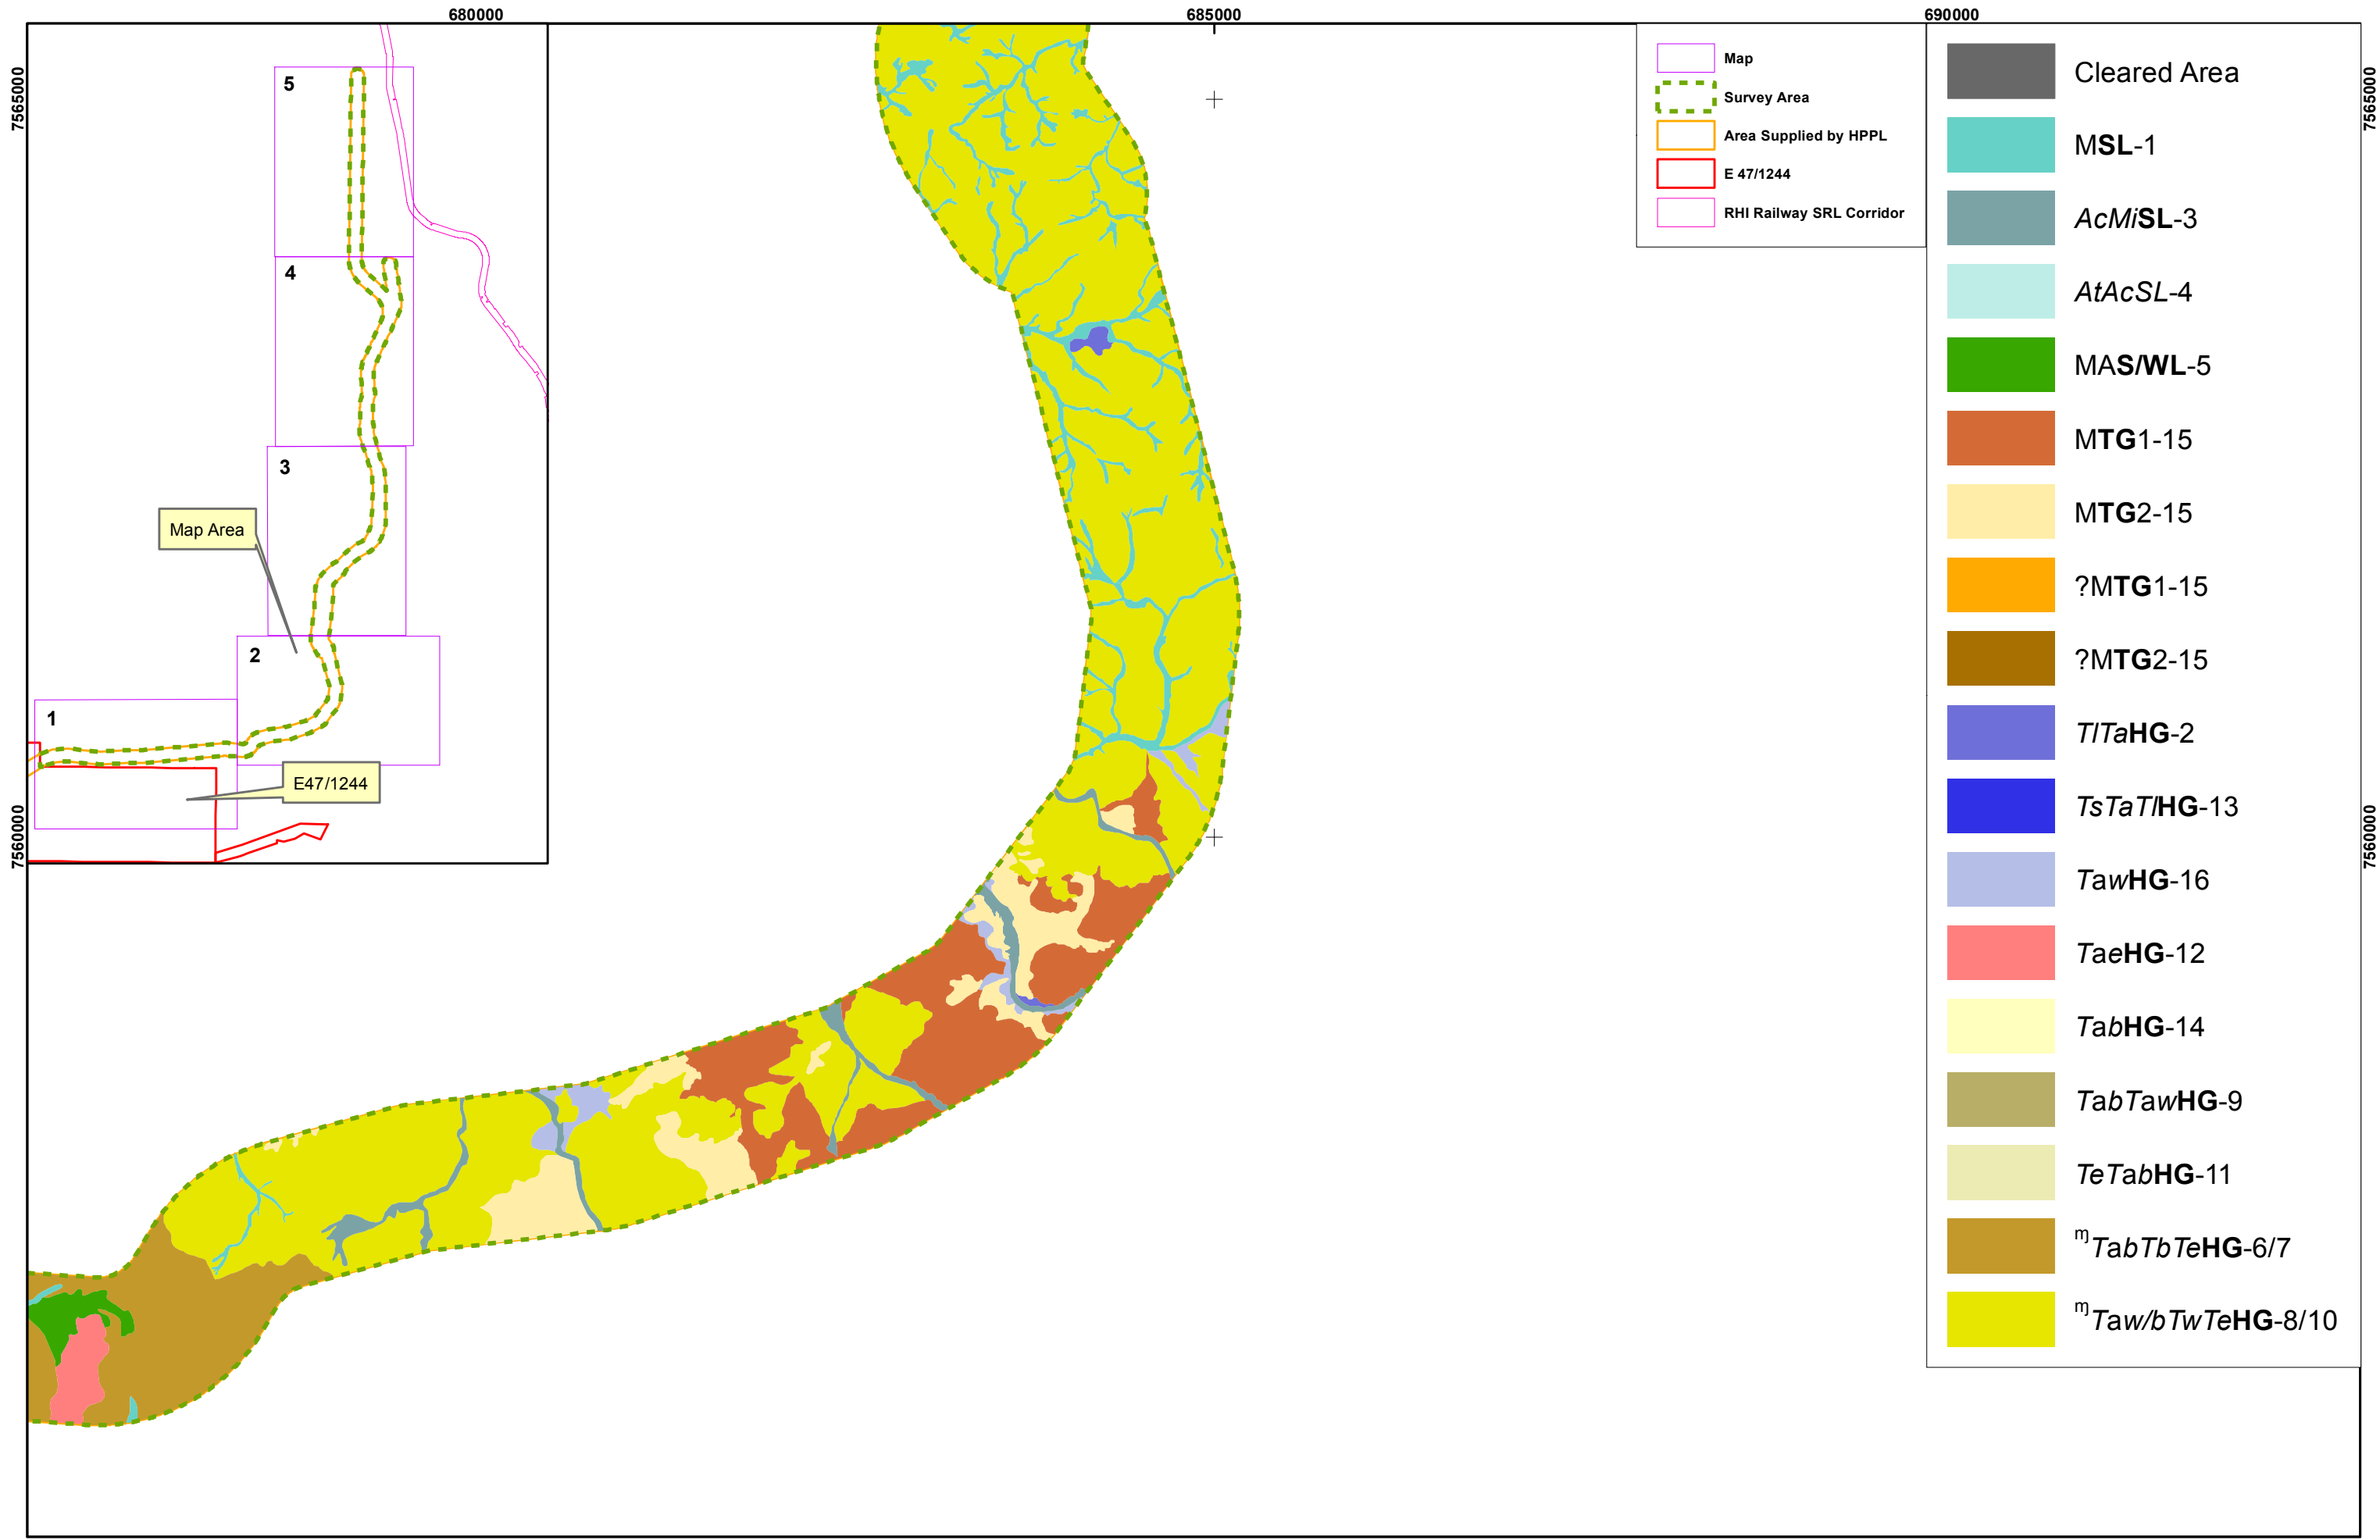 680000
685000
690000
7565000
7560000
7565000
7560000
5
4
3
2
1
Map Area
E47/1244
Map
Survey Area
Area Supplied by HPPL
E 47/1244
RHI Railway SRL Corridor
Cleared Area
MSL-1
AcMiSL-3
AtAcSL-4
MAS/WL-5
MTG1-15
MTG2-15
?MTG1-15
?MTG2-15
TlTaHG-2
TsTaTlHG-13
TawHG-16
TaeHG-12
TabHG-14
TabTawHG-9
TeTabHG-11
ᶬTabTbTeHG-6/7
ᶬTaw/bTwTeHG-8/10